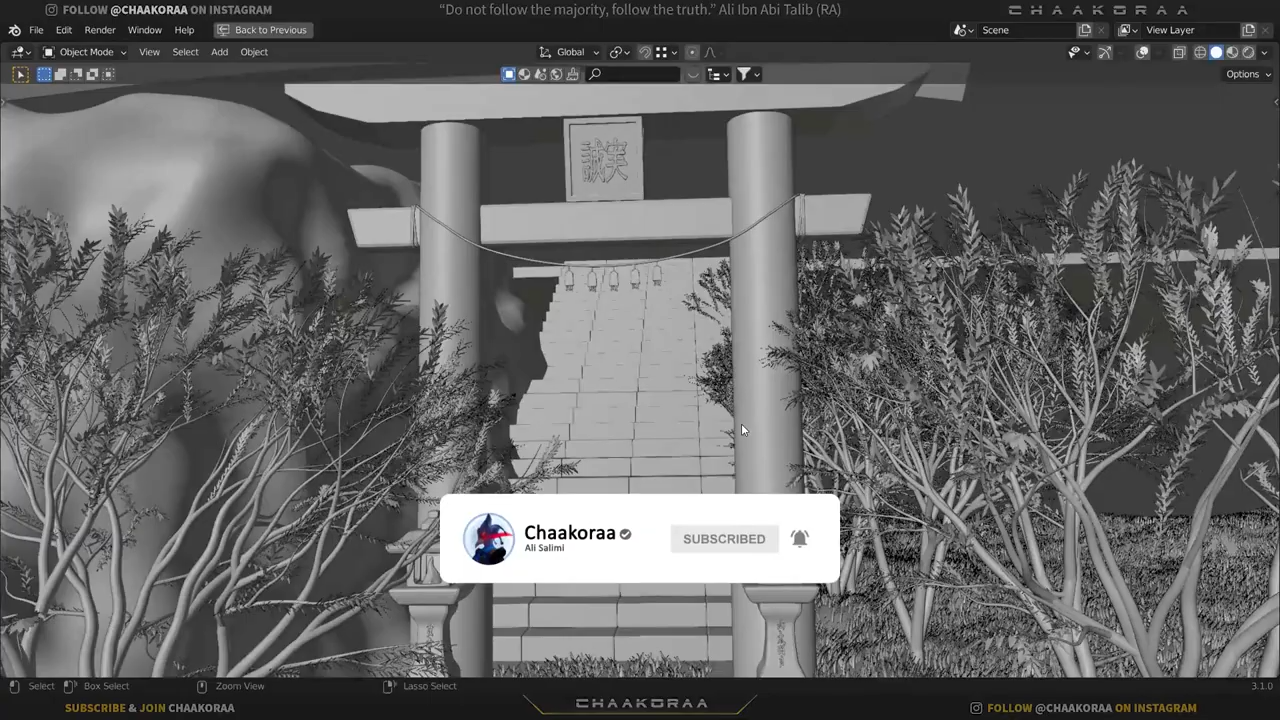 FOLLOW @CHAAKORAA ON INSTAGRAM
“Do not follow the majority, follow the truth.” Ali Ibn Abi Talib (RA)
CHAAKORAA
File Edit Render Window Help Back to Previous
Scene
View Layer
Object Mode View Select Add Object
Global
Options
誠実
Chaakoraa
Ali Salimi
SUBSCRIBED
Select Box Select Zoom View Lasso Select
3.1.0
SUBSCRIBE & JOIN CHAAKORAA
CHAAKORAA
FOLLOW @CHAAKORAA ON INSTAGRAM